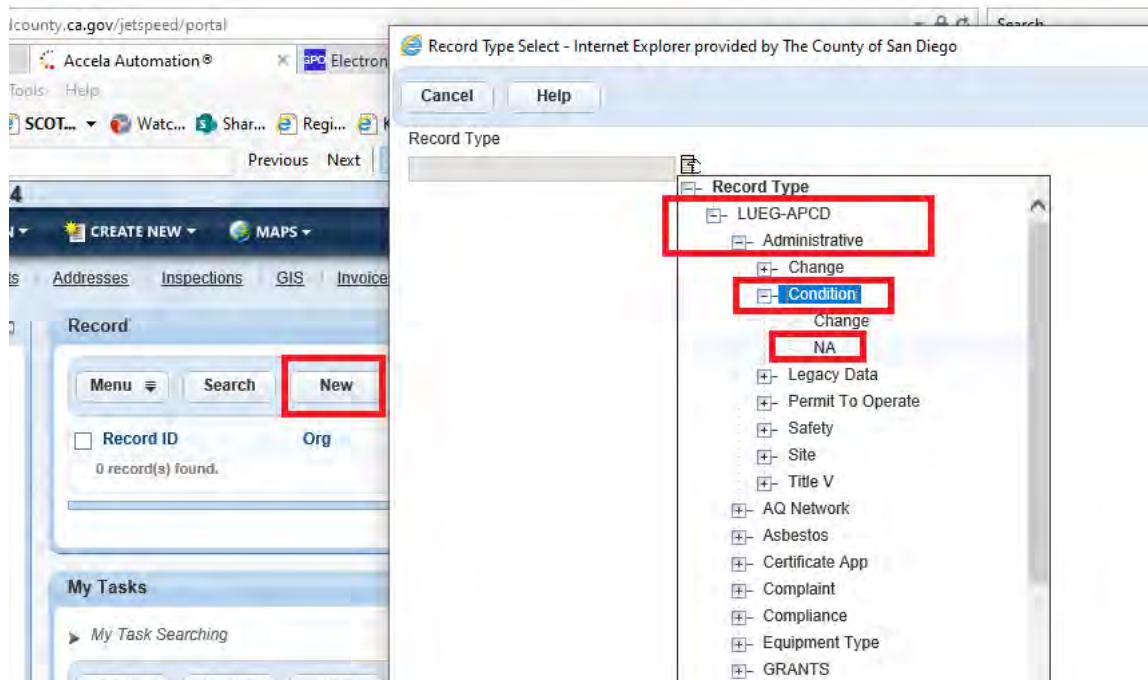 county.ca.gov/jetspeed/portal
Search
Accela Automation®
GPO Electron
Record Type Select - Internet Explorer provided by The County of San Diego
Tools Help
Cancel Help
SCOT... Watc... Shar... Regi...
Record Type
Previous Next
4
Record Type
LUEG-APCD
CREATE NEW MAPS
Administrative
Addresses Inspections GIS Invoice
Change
Condition
Record
Change
NA
Menu Search New
Legacy Data
Permit To Operate
Record ID Org
Safety
0 record(s) found.
Site
Title V
AQ Network
Asbestos
My Tasks
Certificate App
Complaint
Compliance
My Task Searching
Equipment Type
GRANTS